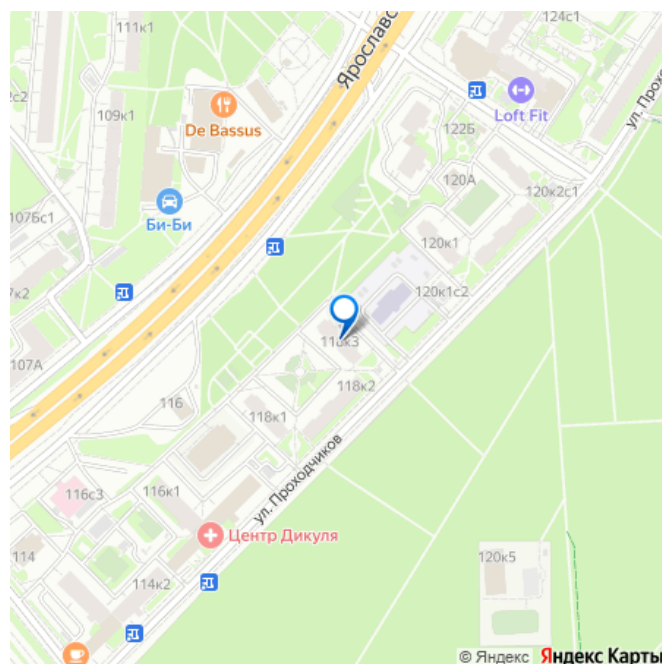 111к1
124с1
Ярославс
2с2
109к1
De Bassus
Loft Fit
ул. Прохо
122Б
120А
120к2с1
107Бс1
Би-Би
120к1
7к2
120к1с2
118к3
107А
118к2
116
118к1
ул. Проходчиков
116с3
116к1
Центр Дикуля
114
120к5
114к2
© Яндекс Яндекс Карты